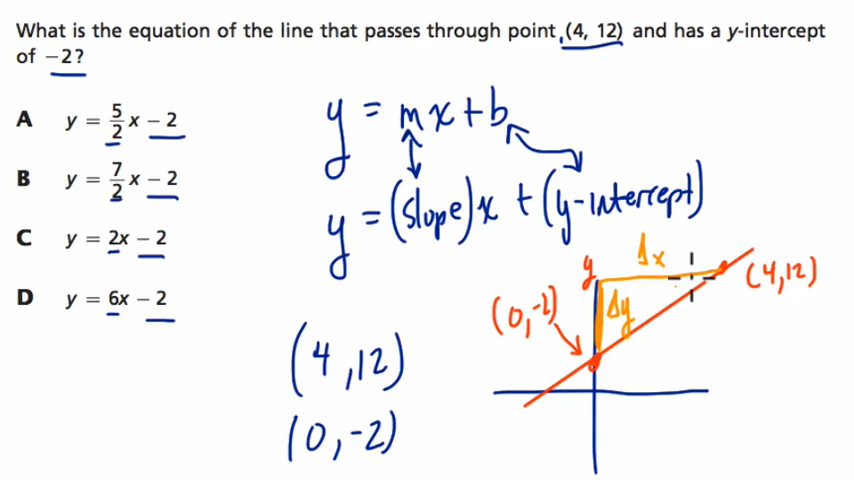 What is the equation of the line that passes through point (4, 12) and has a y-intercept
of −2?
A y = 5/2 x − 2
B y = 7/2 x − 2
C y = 2x − 2
D y = 6x − 2
y = mx + b
y = (slope)x + (y-intercept)
y
Δx
(4,12)
(0,-2)
Δy
(4,12)
(0,-2)